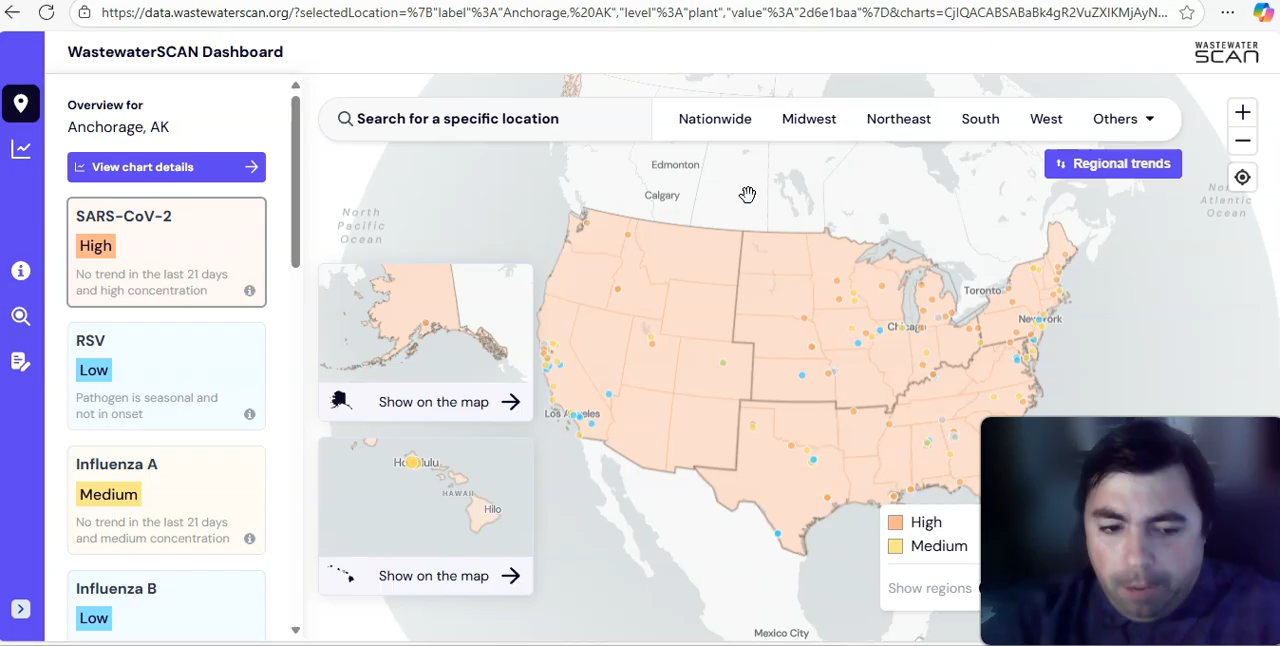 https://data.wastewaterscan.org/?selectedLocation=%7B"label"%3A"Anchorage,%20AK","level"%3A"plant","value"%3A"2d6e1baa"%7D&charts=CjIQACABSABaBk4gR2VuZXIKMjAyN...
WastewaterSCAN Dashboard
WASTEWATER
SCAN
Overview for
Anchorage, AK
View chart details
SARS-CoV-2
High
No trend in the last 21 days
and high concentration
RSV
Low
Pathogen is seasonal and
not in onset
Influenza A
Medium
No trend in the last 21 days
and medium concentration
Influenza B
Low
Search for a specific location
Nationwide
Midwest
Northeast
South
West
Others
Regional trends
Edmonton
Calgary
North
Pacific
Ocean
Atlantic
Ocean
Toronto
Chicago
New York
Los Angeles
Mexico City
Show on the map
Honolulu
HAWAII
Hilo
Show on the map
High
Medium
Show regions